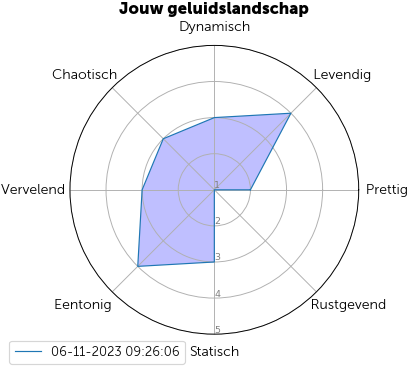 Jouw geluidslandschap
Dynamisch
Chaotisch
Levendig
Vervelend
1
Prettig
2
3
4
Eentonig
Rustgevend
5
06-11-2023 09:26:06
Statisch